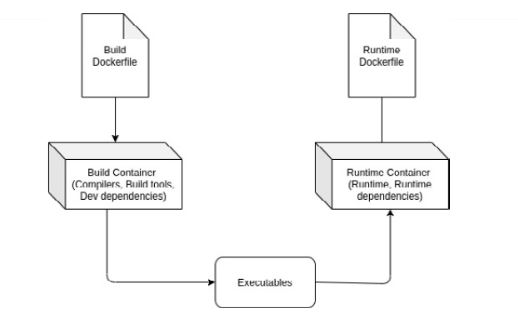 Build
Dockerfile
Runtime
Dockerfile
Build Container
(Compilers, Build tools,
Dev dependencies)
Runtime Container
(Runtime, Runtime
dependencies)
Executables